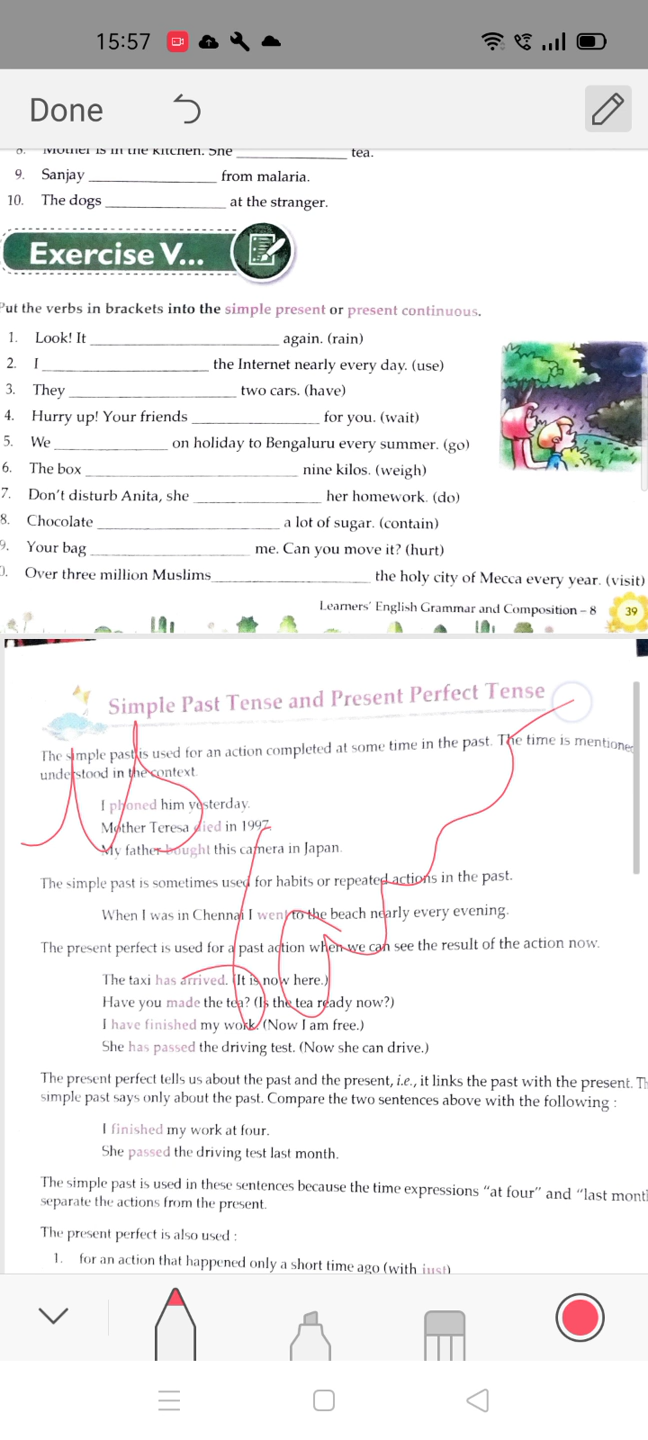 15:57
Done
8. Mother is in the kitchen. She ______________ tea.
9. Sanjay ______________ from malaria.
10. The dogs ______________ at the stranger.
Exercise V...
Put the verbs in brackets into the simple present or present continuous.
1. Look! It ______________ again. (rain)
2. I ______________ the Internet nearly every day. (use)
3. They ______________ two cars. (have)
4. Hurry up! Your friends ______________ for you. (wait)
5. We ______________ on holiday to Bengaluru every summer. (go)
6. The box ______________ nine kilos. (weigh)
7. Don't disturb Anita, she ______________ her homework. (do)
8. Chocolate ______________ a lot of sugar. (contain)
9. Your bag ______________ me. Can you move it? (hurt)
0. Over three million Muslims ______________ the holy city of Mecca every year. (visit)
Learners' English Grammar and Composition – 8 39
Simple Past Tense and Present Perfect Tense
The simple past is used for an action completed at some time in the past. The time is mentioned
understood in the context.
I phoned him yesterday.
Mother Teresa died in 1997.
My father bought this camera in Japan.
The simple past is sometimes used for habits or repeated actions in the past.
When I was in Chennai I went to the beach nearly every evening.
The present perfect is used for a past action when we can see the result of the action now.
The taxi has arrived. (It is now here.)
Have you made the tea? (Is the tea ready now?)
I have finished my work. (Now I am free.)
She has passed the driving test. (Now she can drive.)
The present perfect tells us about the past and the present, i.e., it links the past with the present. Th
simple past says only about the past. Compare the two sentences above with the following :
I finished my work at four.
She passed the driving test last month.
The simple past is used in these sentences because the time expressions "at four" and "last mont
separate the actions from the present.
The present perfect is also used :
1. for an action that happened only a short time ago (with just)